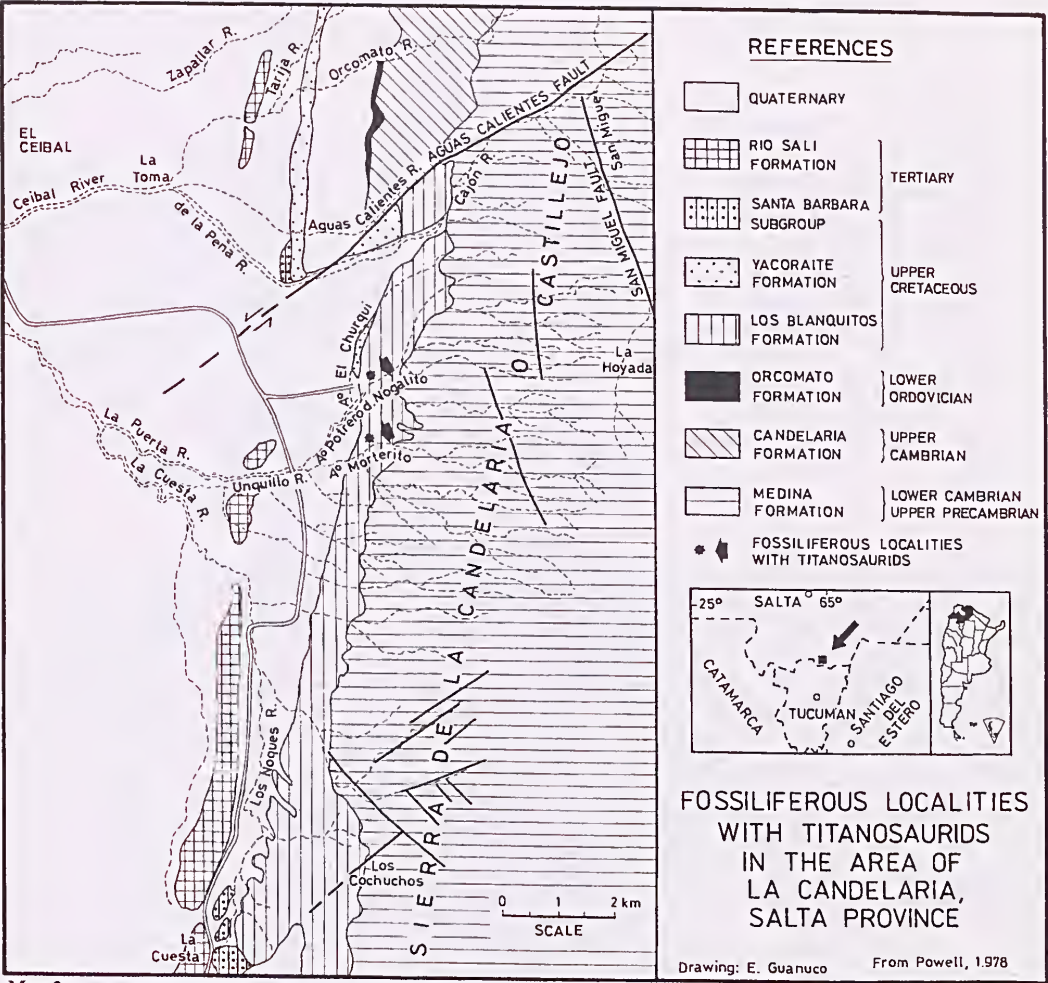 Zapallar R.
Tarija R.
Orcomato R.
EL
CEIBAL
La
Toma
Ceibal River
de la Peña R.
Aguas Calientes R.
AGUAS CALIENTES FAULT
Cajón R.
San Miguel
SAN MIGUEL FAULT
La
Hoyada
Aº El Churqui
Aº Potrero d. Nogalito
Aº Morterito
Unquillo R.
La Puerta R.
La Cuesta R.
Los Noques R.
Los
Cochuchos
La
Cuesta
SIERRA DE LA CANDELARIA O CASTILLEJO
0 1 2 km
SCALE
REFERENCES
QUATERNARY
RIO SALI
FORMATION
TERTIARY
SANTA BARBARA
SUBGROUP
YACORAITE
FORMATION
UPPER
CRETACEOUS
LOS BLANQUITOS
FORMATION
ORCOMATO
FORMATION
LOWER
ORDOVICIAN
CANDELARIA
FORMATION
UPPER
CAMBRIAN
MEDINA
FORMATION
LOWER CAMBRIAN
UPPER PRECAMBRIAN
FOSSILIFEROUS LOCALITIES
WITH TITANOSAURIDS
25º
SALTA
65º
CATAMARCA
TUCUMAN
SANTIAGO
DEL
ESTERO
FOSSILIFEROUS LOCALITIES
WITH TITANOSAURIDS
IN THE AREA OF
LA CANDELARIA,
SALTA PROVINCE
Drawing: E. Guanuco
From Powell, 1.978